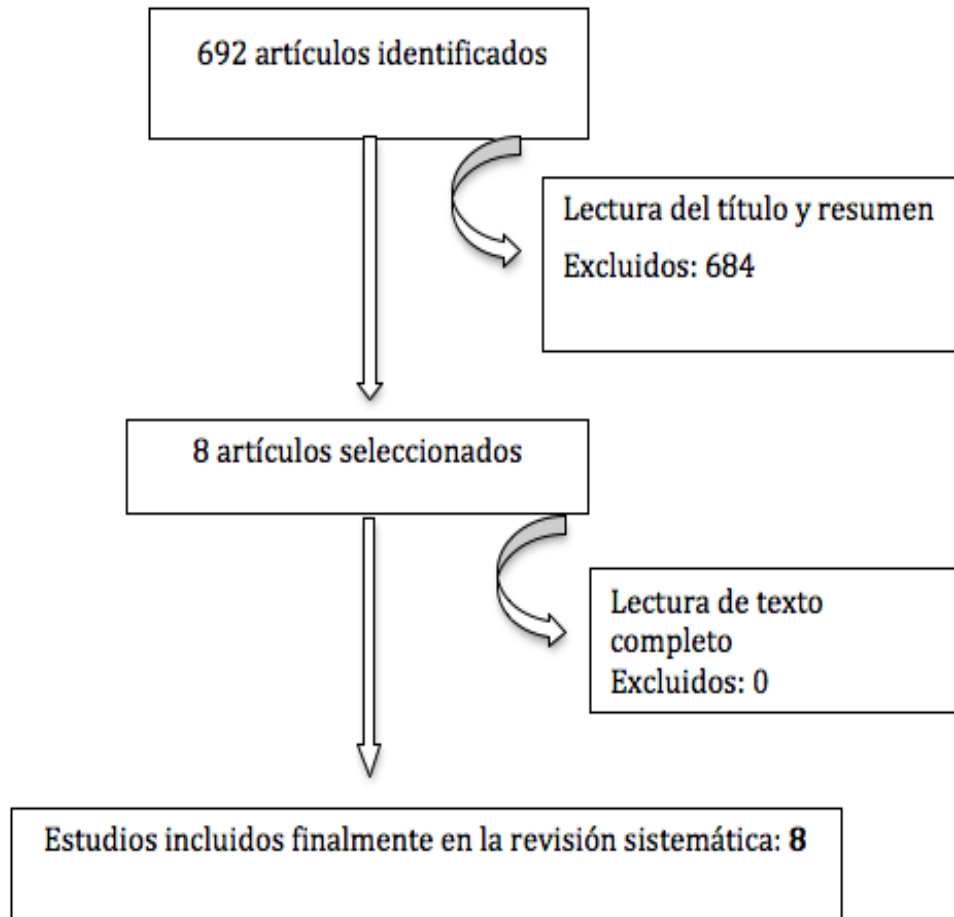 692 artículos identificados
Lectura del título y resumen
Excluidos: 684
8 artículos seleccionados
Lectura de texto
completo
Excluidos: 0
Estudios incluidos finalmente en la revisión sistemática: 8